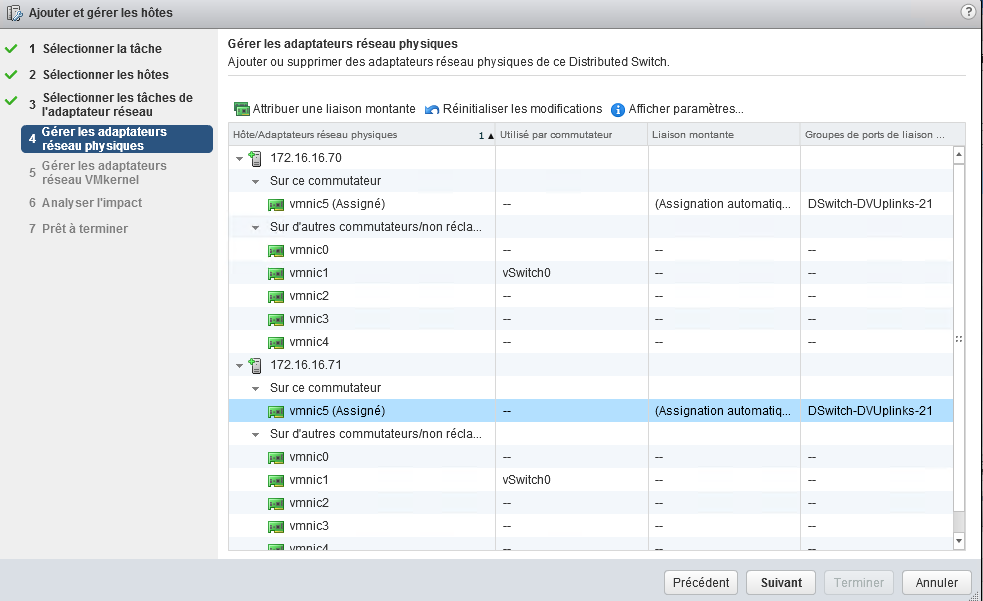 Ajouter et gérer les hôtes
?
1 Sélectionner la tâche
2 Sélectionner les hôtes
3 Sélectionner les tâches de
l'adaptateur réseau
4 Gérer les adaptateurs
réseau physiques
5 Gérer les adaptateurs
réseau VMkernel
6 Analyser l'impact
7 Prêt à terminer
Gérer les adaptateurs réseau physiques
Ajouter ou supprimer des adaptateurs réseau physiques de ce Distributed Switch.
Attribuer une liaison montante Réinitialiser les modifications Afficher paramètres...
Hôte/Adaptateurs réseau physiques 1 ▲ Utilisé par commutateur Liaison montante Groupes de ports de liaison ...
172.16.16.70
Sur ce commutateur
vmnic5 (Assigné) -- (Assignation automatiq... DSwitch-DVUplinks-21
Sur d'autres commutateurs/non récla...
vmnic0 -- -- --
vmnic1 vSwitch0 -- --
vmnic2 -- -- --
vmnic3 -- -- --
vmnic4 -- -- --
172.16.16.71
Sur ce commutateur
vmnic5 (Assigné) -- (Assignation automatiq... DSwitch-DVUplinks-21
Sur d'autres commutateurs/non récla...
vmnic0 -- -- --
vmnic1 vSwitch0 -- --
vmnic2 -- -- --
vmnic3 -- -- --
vmnic4 -- -- --
Précédent Suivant Terminer Annuler